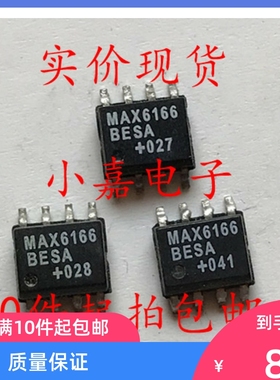 实价现货
MAX6166
BESA
+027
小嘉电子
MAX6166
BESA
+028
MAX6166
BESA
+041
件起拍包邮
满10件起包邮
质量保证
到手
¥ 8